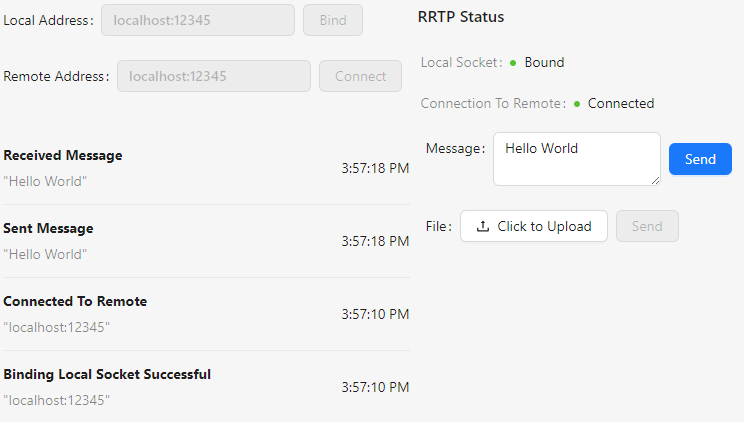 Local Address: localhost:12345 Bind
Remote Address: localhost:12345 Connect
Received Message
"Hello World"
3:57:18 PM
Sent Message
"Hello World"
3:57:18 PM
Connected To Remote
"localhost:12345"
3:57:10 PM
Binding Local Socket Successful
"localhost:12345"
3:57:10 PM
RRTP Status
Local Socket: Bound
Connection To Remote: Connected
Message: Hello World Send
File: Click to Upload Send